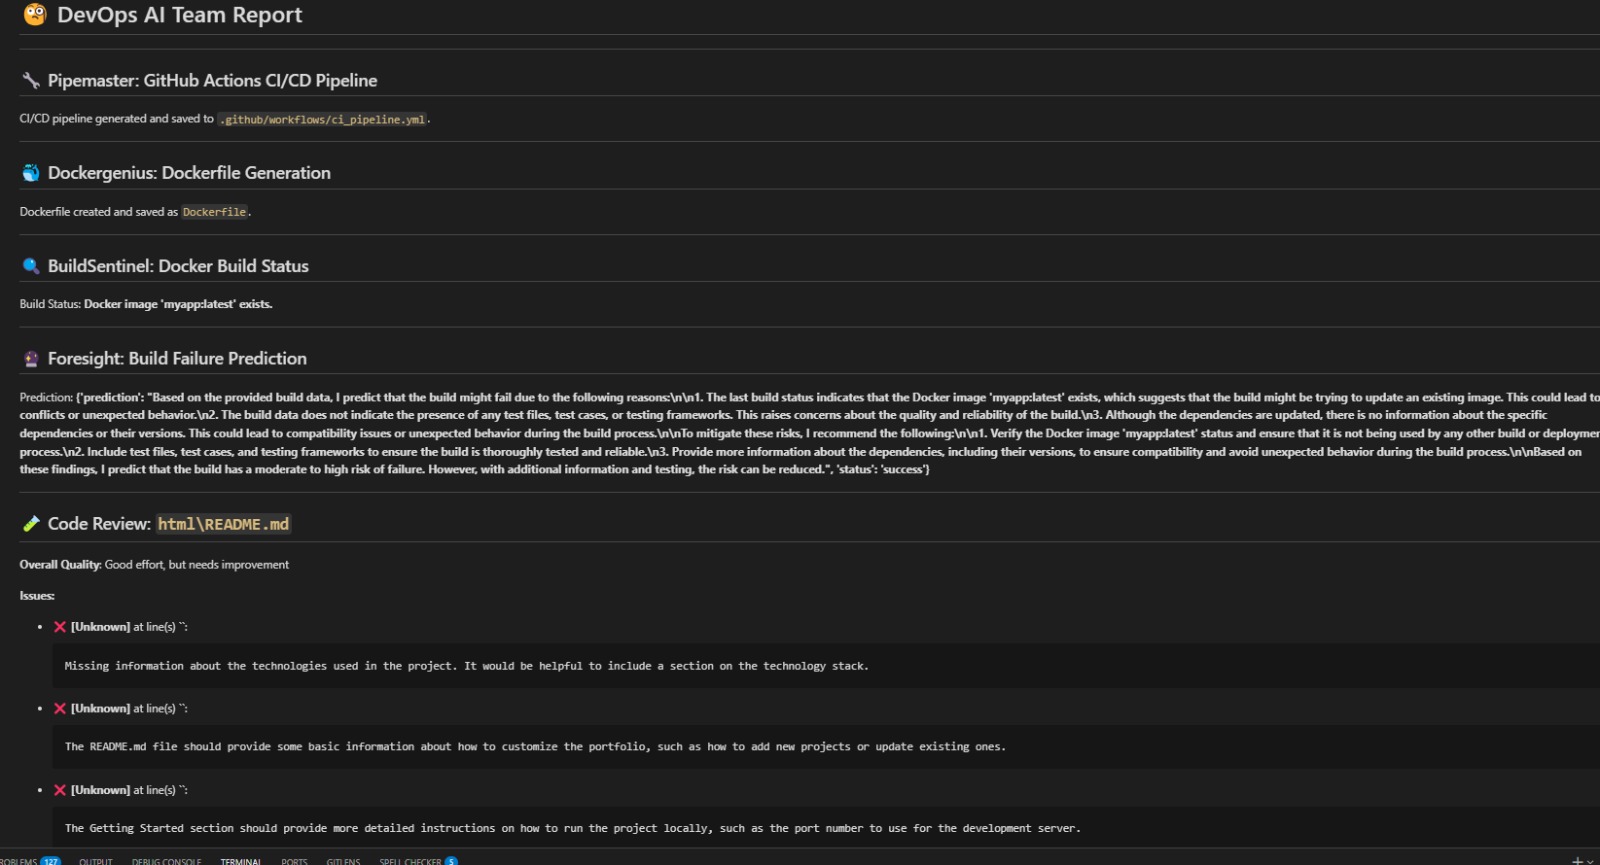 DevOps AI Team Report
Pipemaster: GitHub Actions CI/CD Pipeline
CI/CD pipeline generated and saved to .github/workflows/ci_pipeline.yml.
Dockergenius: Dockerfile Generation
Dockerfile created and saved as Dockerfile.
BuildSentinel: Docker Build Status
Build Status: Docker image 'myapp:latest' exists.
Foresight: Build Failure Prediction
Prediction: {'prediction': "Based on the provided build data, I predict that the build might fail due to the following reasons:\n\n1. The last build status indicates that the Docker image 'myapp:latest' exists, which suggests that the build might be trying to update an existing image. This could lead to
conflicts or unexpected behavior.\n2. The build data does not indicate the presence of any test files, test cases, or testing frameworks. This raises concerns about the quality and reliability of the build.\n3. Although the dependencies are updated, there is no information about the specific
dependencies or their versions. This could lead to compatibility issues or unexpected behavior during the build process.\n\nTo mitigate these risks, I recommend the following:\n\n1. Verify the Docker image 'myapp:latest' status and ensure that it is not being used by any other build or deploymen
process.\n2. Include test files, test cases, and testing frameworks to ensure the build is thoroughly tested and reliable.\n3. Provide more information about the dependencies, including their versions, to ensure compatibility and avoid unexpected behavior during the build process.\n\nBased on
these findings, I predict that the build has a moderate to high risk of failure. However, with additional information and testing, the risk can be reduced.", 'status': 'success'}
Code Review: html\README.md
Overall Quality: Good effort, but needs improvement
Issues:
• ❌ [Unknown] at line(s) ``:
Missing information about the technologies used in the project. It would be helpful to include a section on the technology stack.
• ❌ [Unknown] at line(s) ``:
The README.md file should provide some basic information about how to customize the portfolio, such as how to add new projects or update existing ones.
• ❌ [Unknown] at line(s) ``:
The Getting Started section should provide more detailed instructions on how to run the project locally, such as the port number to use for the development server.
ROBLEMS 127 OUTPUT DEBUG CONSOLE TERMINAL PORTS GITLENS SPELL CHECKER 5